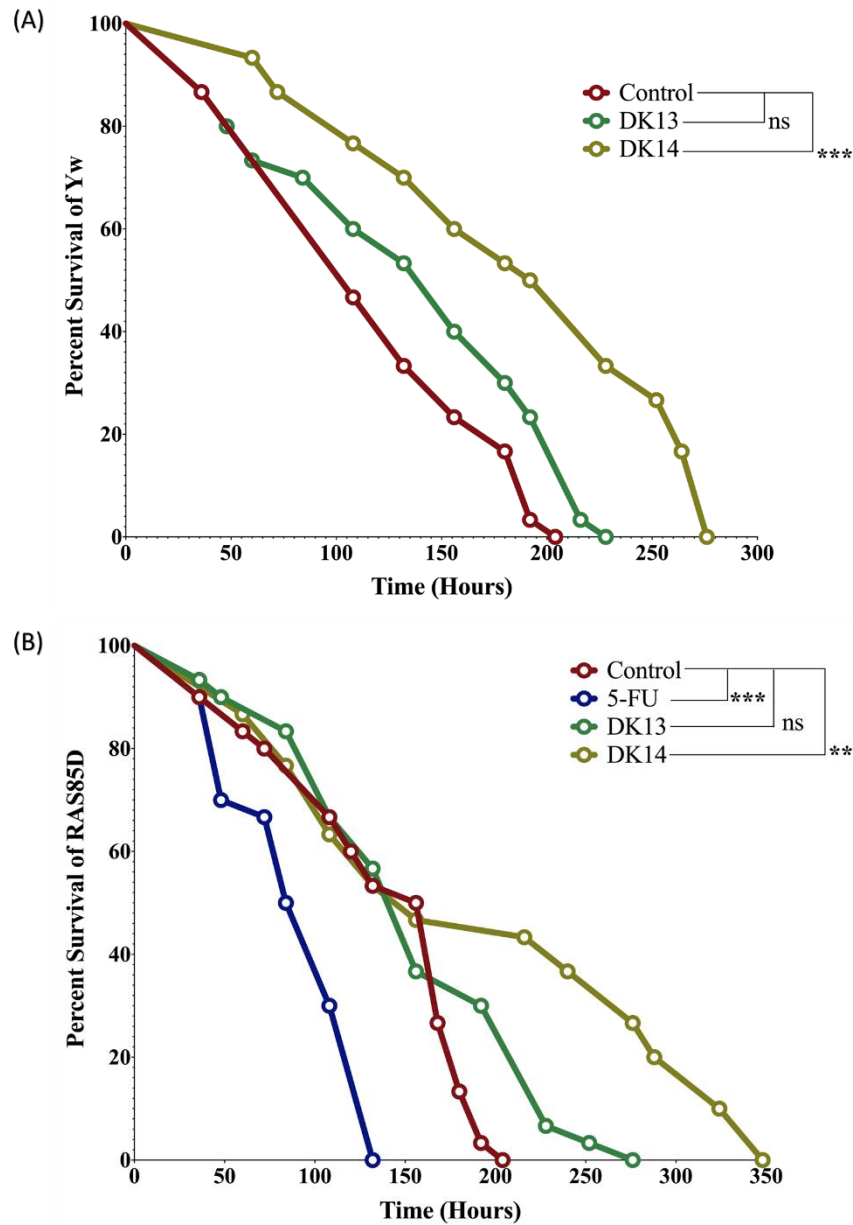 (A)
Percent Survival of Yw
100
80
60
40
20
0
0 50 100 150 200 250 300
Time (Hours)
Control
DK13
DK14
ns
***
(B)
Percent Survival of RAS85D
100
80
60
40
20
0
0 50 100 150 200 250 300 350
Time (Hours)
Control
5-FU
DK13
DK14
***
ns
**